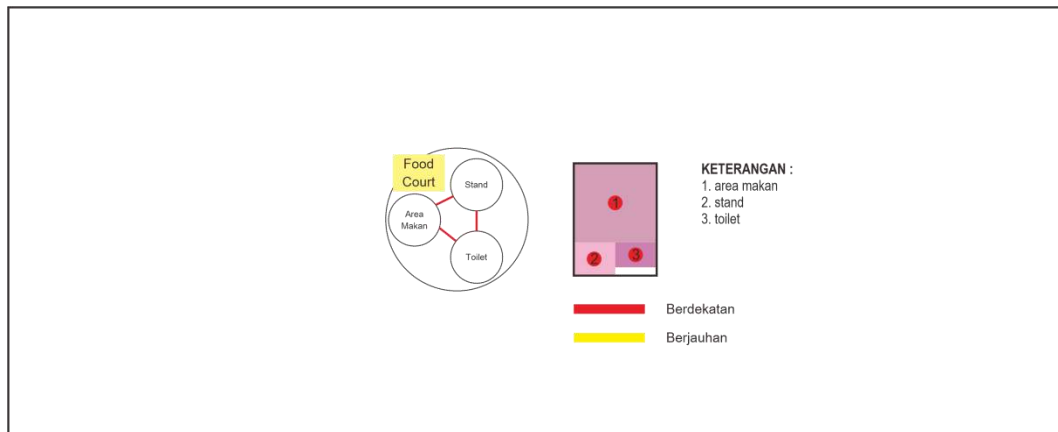 Food
Court
Stand
Area
Makan
Toilet
1
2
3
KETERANGAN :
1. area makan
2. stand
3. toilet
Berdekatan
Berjauhan